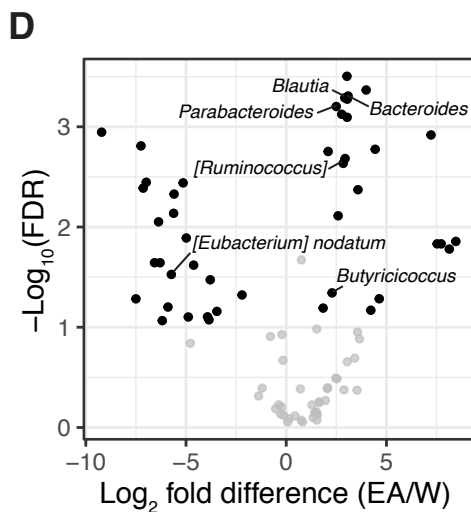 D
Blautia
Bacteroides
Parabacteroides
[Ruminococcus]
[Eubacterium] nodatum
Butyricicoccus
3
2
1
0
−Log₁₀(FDR)
−10 −5 0 5
Log₂ fold difference (EA/W)